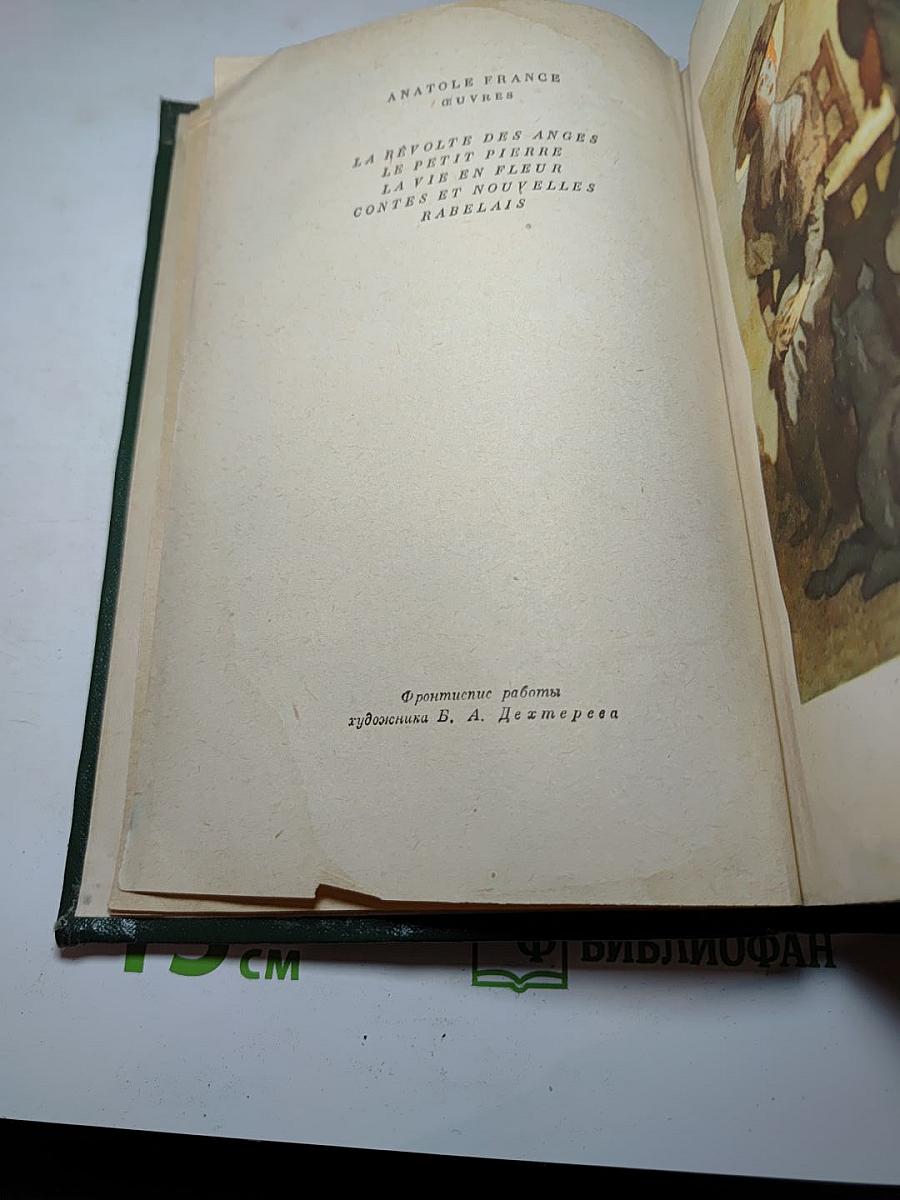 ANATOLE FRANCE
ŒUVRES
LA RÉVOLTE DES ANGES
LE PETIT PIERRE
LA VIE EN FLEUR
CONTES ET NOUVELLES
RABELAIS
Фронтиспис работы
художника Б. А. Дехтерева
15 см
Ф БИБЛИОФАН